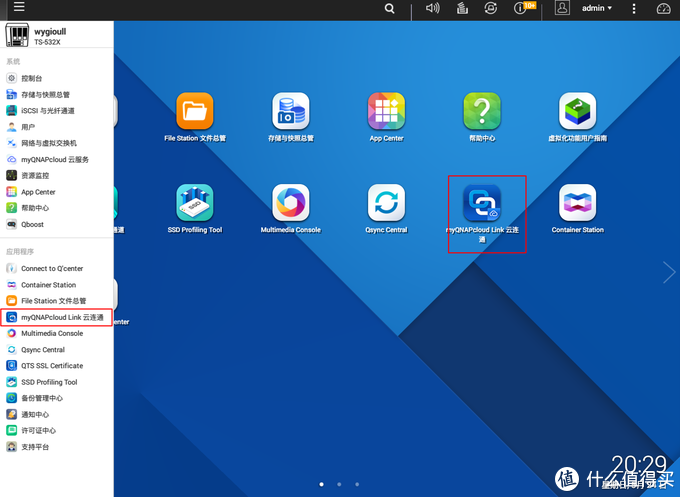 10+
admin
wygioull
TS-532X
系统
控制台
存储与快照总管
iSCSI 与光纤通道
用户
网络与虚拟交换机
myQNAPcloud 云服务
资源监控
App Center
帮助中心
Qboost
应用程序
Connect to Q'center
Container Station
File Station 文件总管
myQNAPcloud Link 云连通
Multimedia Console
Qsync Central
QTS SSL Certificate
SSD Profiling Tool
备份管理中心
通知中心
许可证中心
支持平台
File Station 文件总管
存储与快照总管
App Center
帮助中心
虚拟化功能用户指南
通道
SSD Profiling Tool
Multimedia Console
Qsync Central
myQNAPcloud Link 云连
通
Container Station
enter
20:29
值 什么值得买